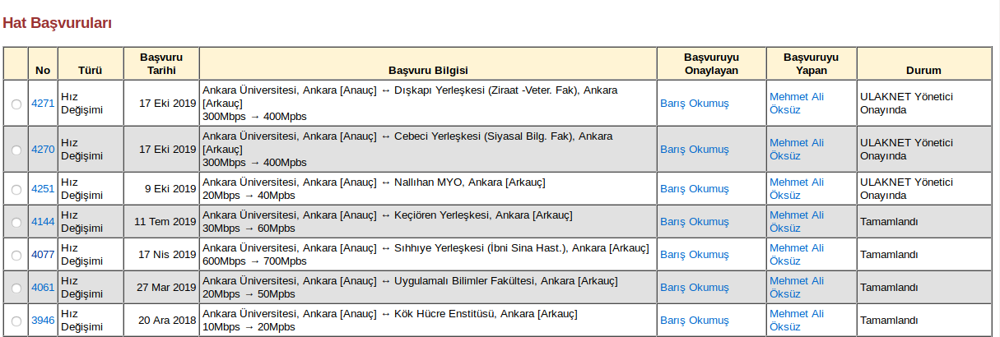 Hat Başvuruları
No Türü Başvuru Tarihi Başvuru Bilgisi Başvuruyu Onaylayan Başvuruyu Yapan Durum
4271 Hız Değişimi 17 Eki 2019 Ankara Üniversitesi, Ankara [Anauç] ↔ Dışkapı Yerleşkesi (Ziraat -Veter. Fak), Ankara [Arkauç] 300Mbps → 400Mpbs Barış Okumuş Mehmet Ali Öksüz ULAKNET Yönetici Onayında
4270 Hız Değişimi 17 Eki 2019 Ankara Üniversitesi, Ankara [Anauç] ↔ Cebeci Yerleşkesi (Siyasal Bilg. Fak), Ankara [Arkauç] 300Mbps → 400Mpbs Barış Okumuş Mehmet Ali Öksüz ULAKNET Yönetici Onayında
4251 Hız Değişimi 9 Eki 2019 Ankara Üniversitesi, Ankara [Anauç] ↔ Nallıhan MYO, Ankara [Arkauç] 20Mbps → 40Mpbs Barış Okumuş Mehmet Ali Öksüz ULAKNET Yönetici Onayında
4144 Hız Değişimi 11 Tem 2019 Ankara Üniversitesi, Ankara [Anauç] ↔ Keçiören Yerleşkesi, Ankara [Arkauç] 30Mbps → 60Mpbs Barış Okumuş Mehmet Ali Öksüz Tamamlandı
4077 Hız Değişimi 17 Nis 2019 Ankara Üniversitesi, Ankara [Anauç] ↔ Sıhhıye Yerleşkesi (İbni Sina Hast.), Ankara [Arkauç] 600Mbps → 700Mpbs Barış Okumuş Mehmet Ali Öksüz Tamamlandı
4061 Hız Değişimi 27 Mar 2019 Ankara Üniversitesi, Ankara [Anauç] ↔ Uygulamalı Bilimler Fakültesi, Ankara [Arkauç] 20Mbps → 50Mpbs Barış Okumuş Mehmet Ali Öksüz Tamamlandı
3946 Hız Değişimi 20 Ara 2018 Ankara Üniversitesi, Ankara [Anauç] ↔ Kök Hücre Enstitüsü, Ankara [Arkauç] 10Mbps → 20Mpbs Barış Okumuş Mehmet Ali Öksüz Tamamlandı